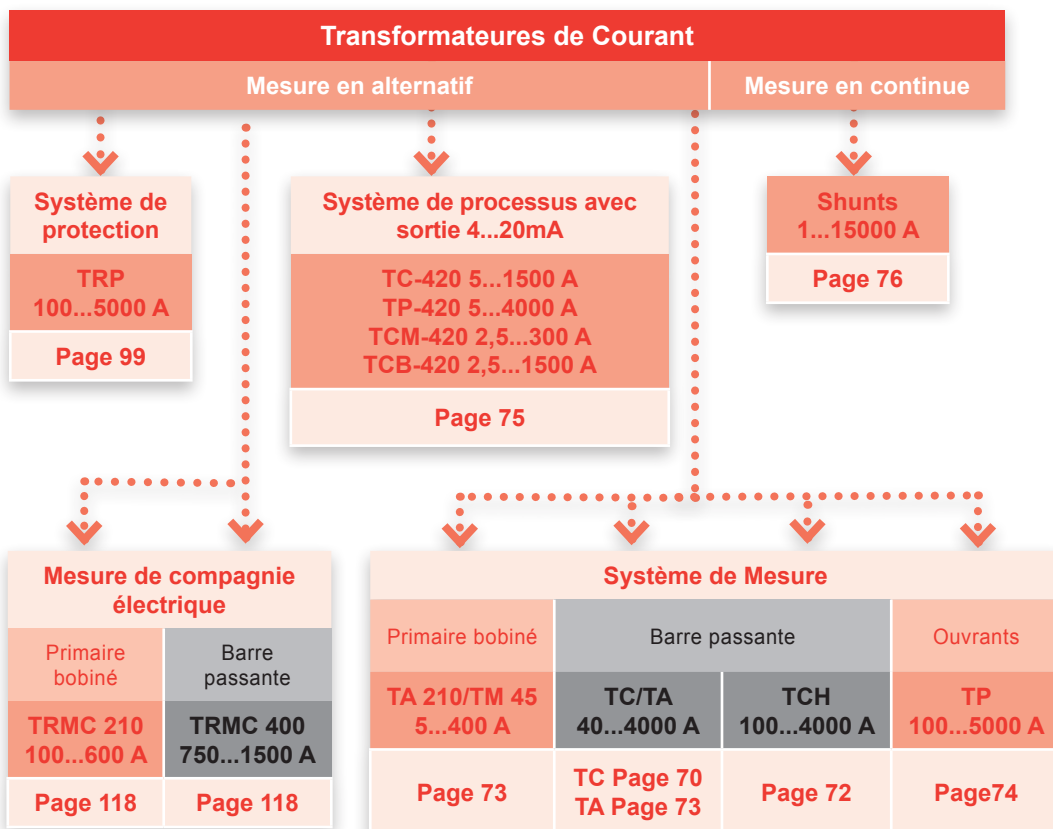 Transformateures de Courant
Mesure en alternatif
Mesure en continue
Système de
protection
TRP
100...5000 A
Page 99
Système de processus avec
sortie 4...20mA
TC-420 5...1500 A
TP-420 5...4000 A
TCM-420 2,5...300 A
TCB-420 2,5...1500 A
Page 75
Shunts
1...15000 A
Page 76
Mesure de compagnie
électrique
Primaire
bobiné
Barre
passante
TRMC 210
100...600 A
TRMC 400
750...1500 A
Page 118
Page 118
Système de Mesure
Primaire bobiné
Barre passante
Ouvrants
TA 210/TM 45
5...400 A
TC/TA
40...4000 A
TCH
100...4000 A
TP
100...5000 A
Page 73
TC Page 70
TA Page 73
Page 72
Page74